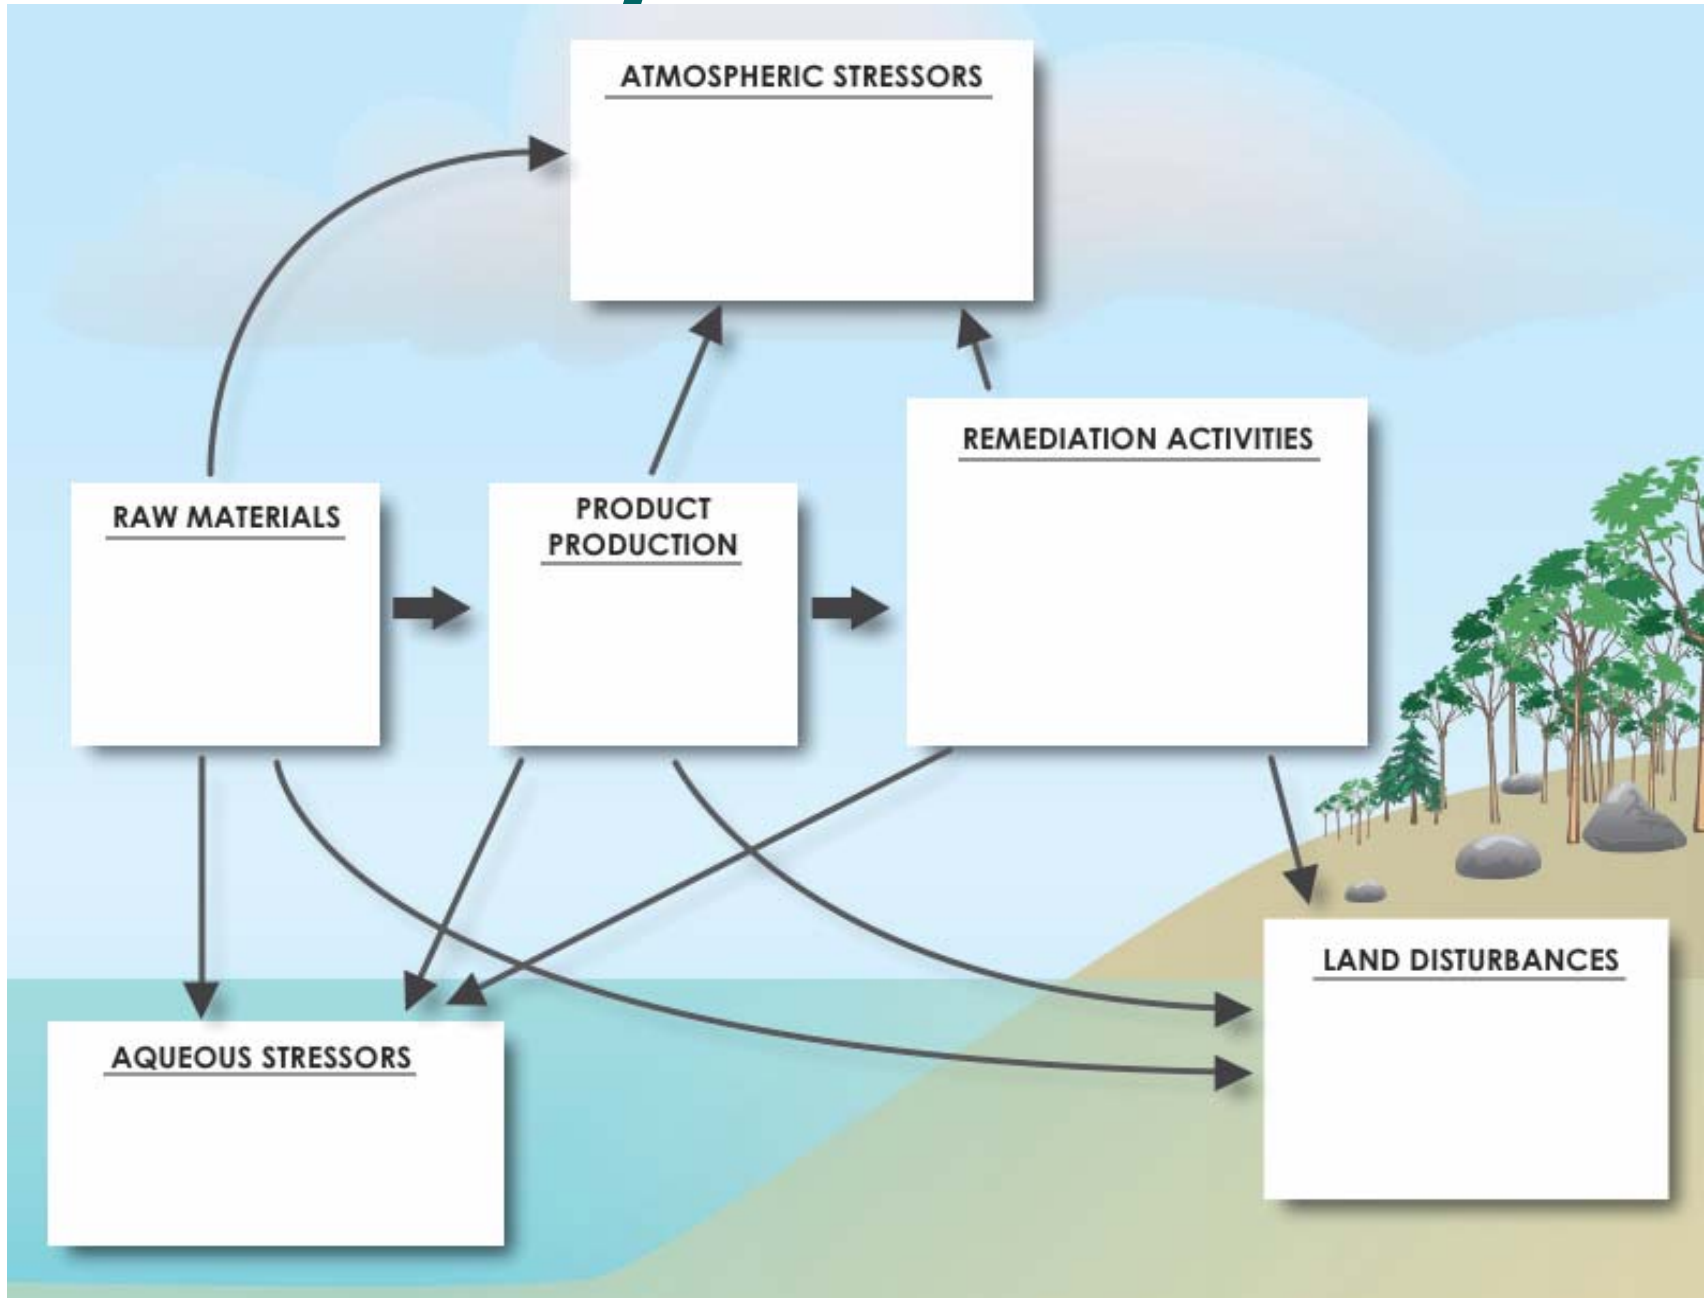 ATMOSPHERIC STRESSORS
REMEDIATION ACTIVITIES
RAW MATERIALS
PRODUCT
PRODUCTION
LAND DISTURBANCES
AQUEOUS STRESSORS